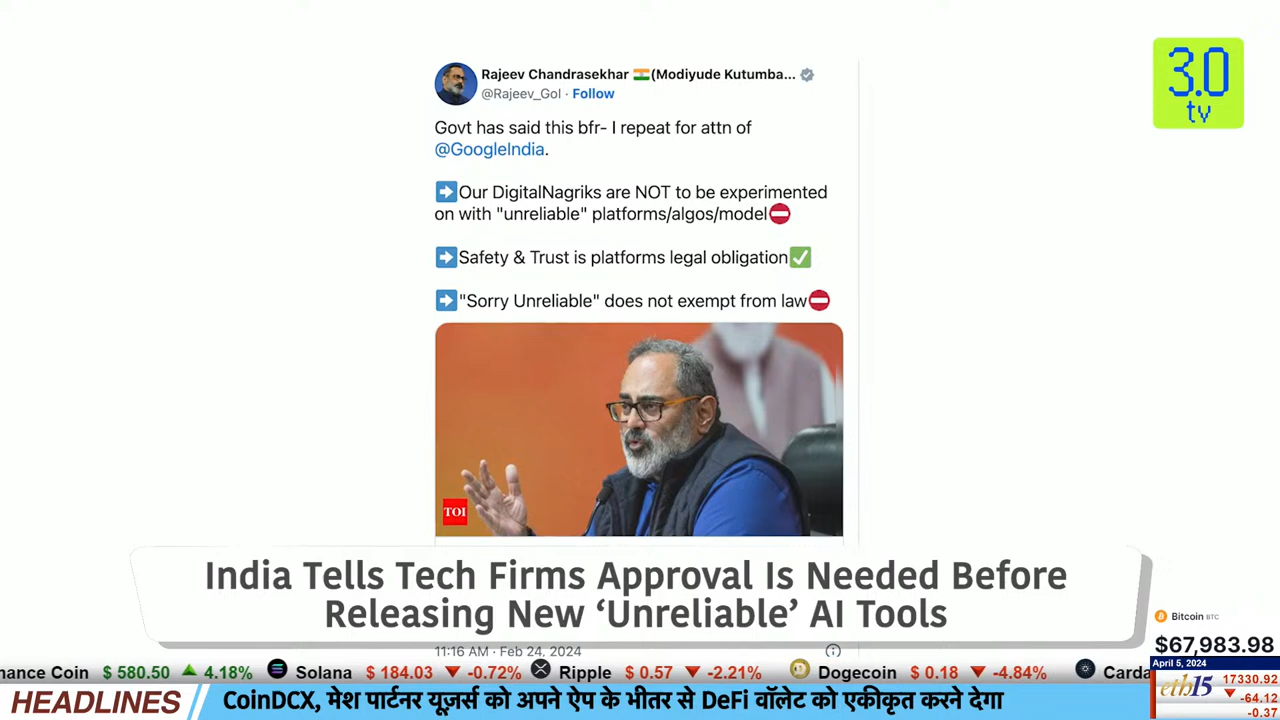 3.0
tv
Rajeev Chandrasekhar 🇮🇳(Modiyude Kutumba...
@Rajeev_GoI · Follow
Govt has said this bfr- I repeat for attn of
@GoogleIndia.
➡️Our DigitalNagriks are NOT to be experimented
on with "unreliable" platforms/algos/model⛔
➡️Safety & Trust is platforms legal obligation✅
➡️"Sorry Unreliable" does not exempt from law⛔
TOI
India Tells Tech Firms Approval Is Needed Before
Releasing New ‘Unreliable’ AI Tools
11:16 AM · Feb 24, 2024
Bitcoin BTC
$67,983.98
nance Coin $ 580.50 4.18% Solana $ 184.03 -0.72% Ripple $ 0.57 -2.21% Dogecoin $ 0.18 -4.84% Carda
April 5, 2024
eth15 17330.92
-64.12
-0.37
HEADLINES CoinDCX, मेश पार्टनर यूज़र्स को अपने ऐप के भीतर से DeFi वॉलेट को एकीकृत करने देगा